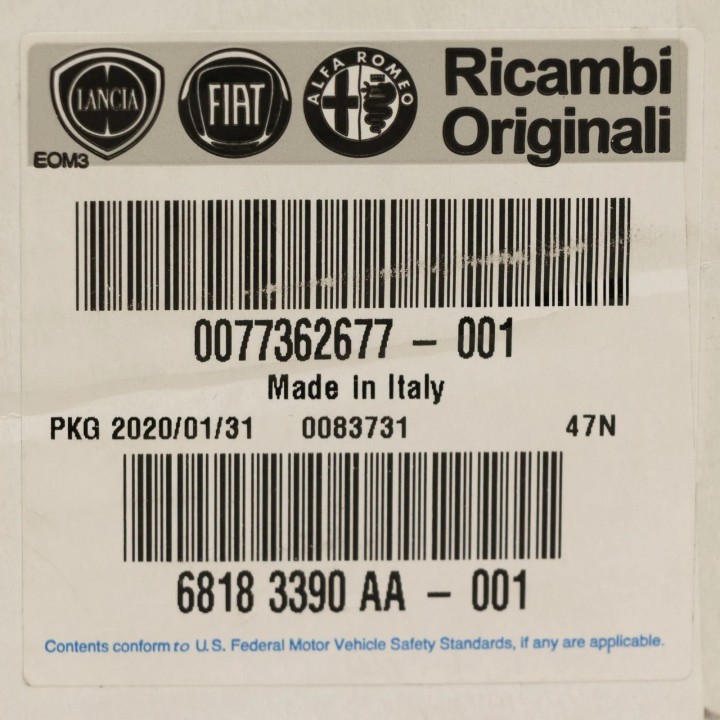 LANCIA FIAT ALFA ROMEO Ricambi
Originali
EOM3
0077362677 - 001
Made in Italy
PKG 2020/01/31 0083731 47N
6818 3390 AA - 001
Contents conform to U.S. Federal Motor Vehicle Safety Standards, if any are applicable.